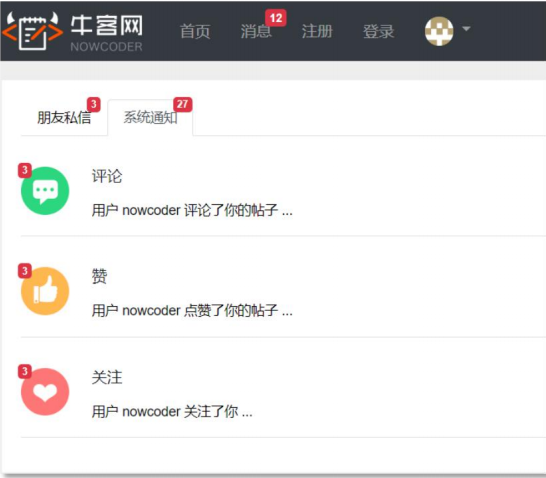 牛客网
NOWCODER
首页 消息 12 注册 登录
朋友私信 3 系统通知 27
3 评论
用户 nowcoder 评论了你的帖子 ...
3 赞
用户 nowcoder 点赞了你的帖子 ...
3 关注
用户 nowcoder 关注了你 ...